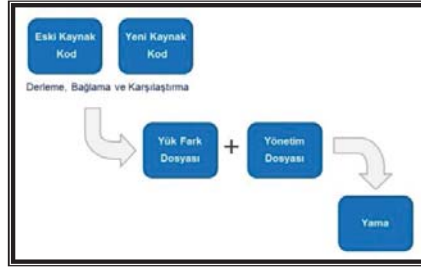 Eski Kaynak
Kod
Yeni Kaynak
Kod
Derleme, Bağlama ve Karşılaştırma
Yük Fark
Dosyası
+
Yönetim
Dosyası
Yama